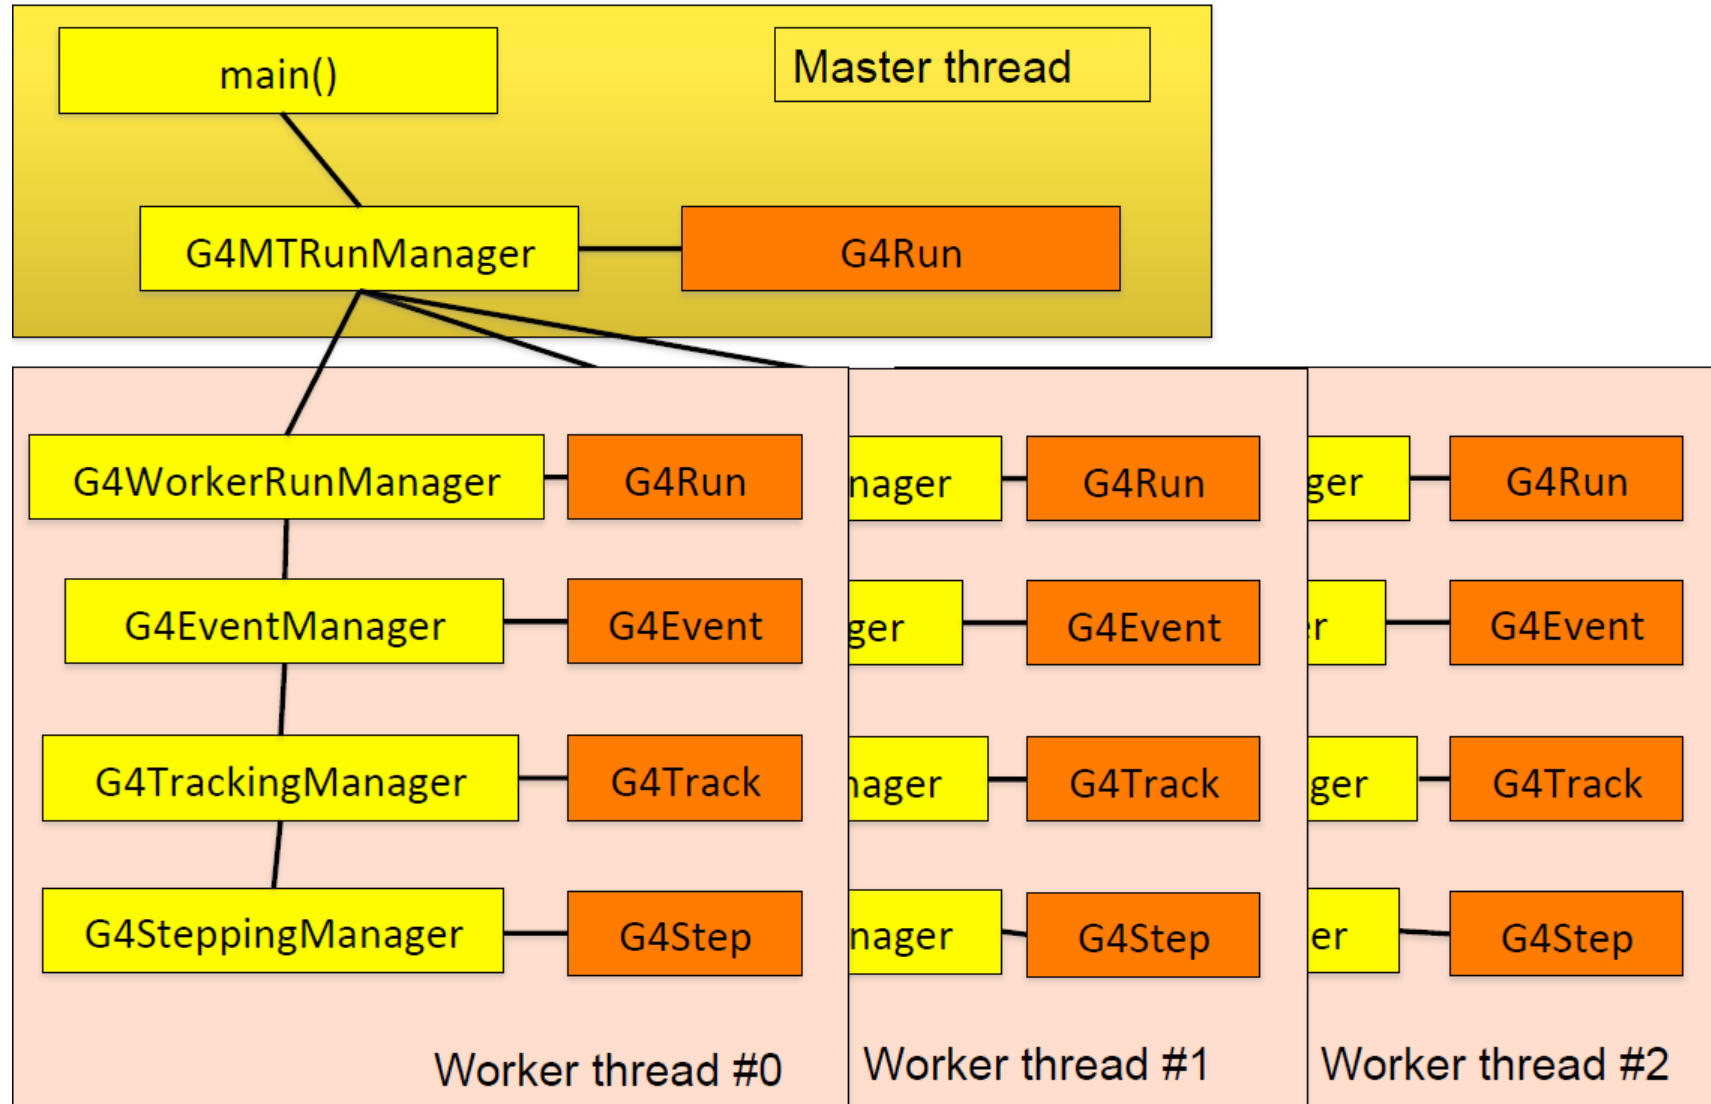 main()
Master thread
G4MTRunManager
G4Run
G4WorkerRunManager
G4Run
nager
G4Run
ger
G4Run
G4EventManager
G4Event
ger
G4Event
er
G4Event
G4TrackingManager
G4Track
nager
G4Track
ger
G4Track
G4SteppingManager
G4Step
nager
G4Step
er
G4Step
Worker thread #0
Worker thread #1
Worker thread #2